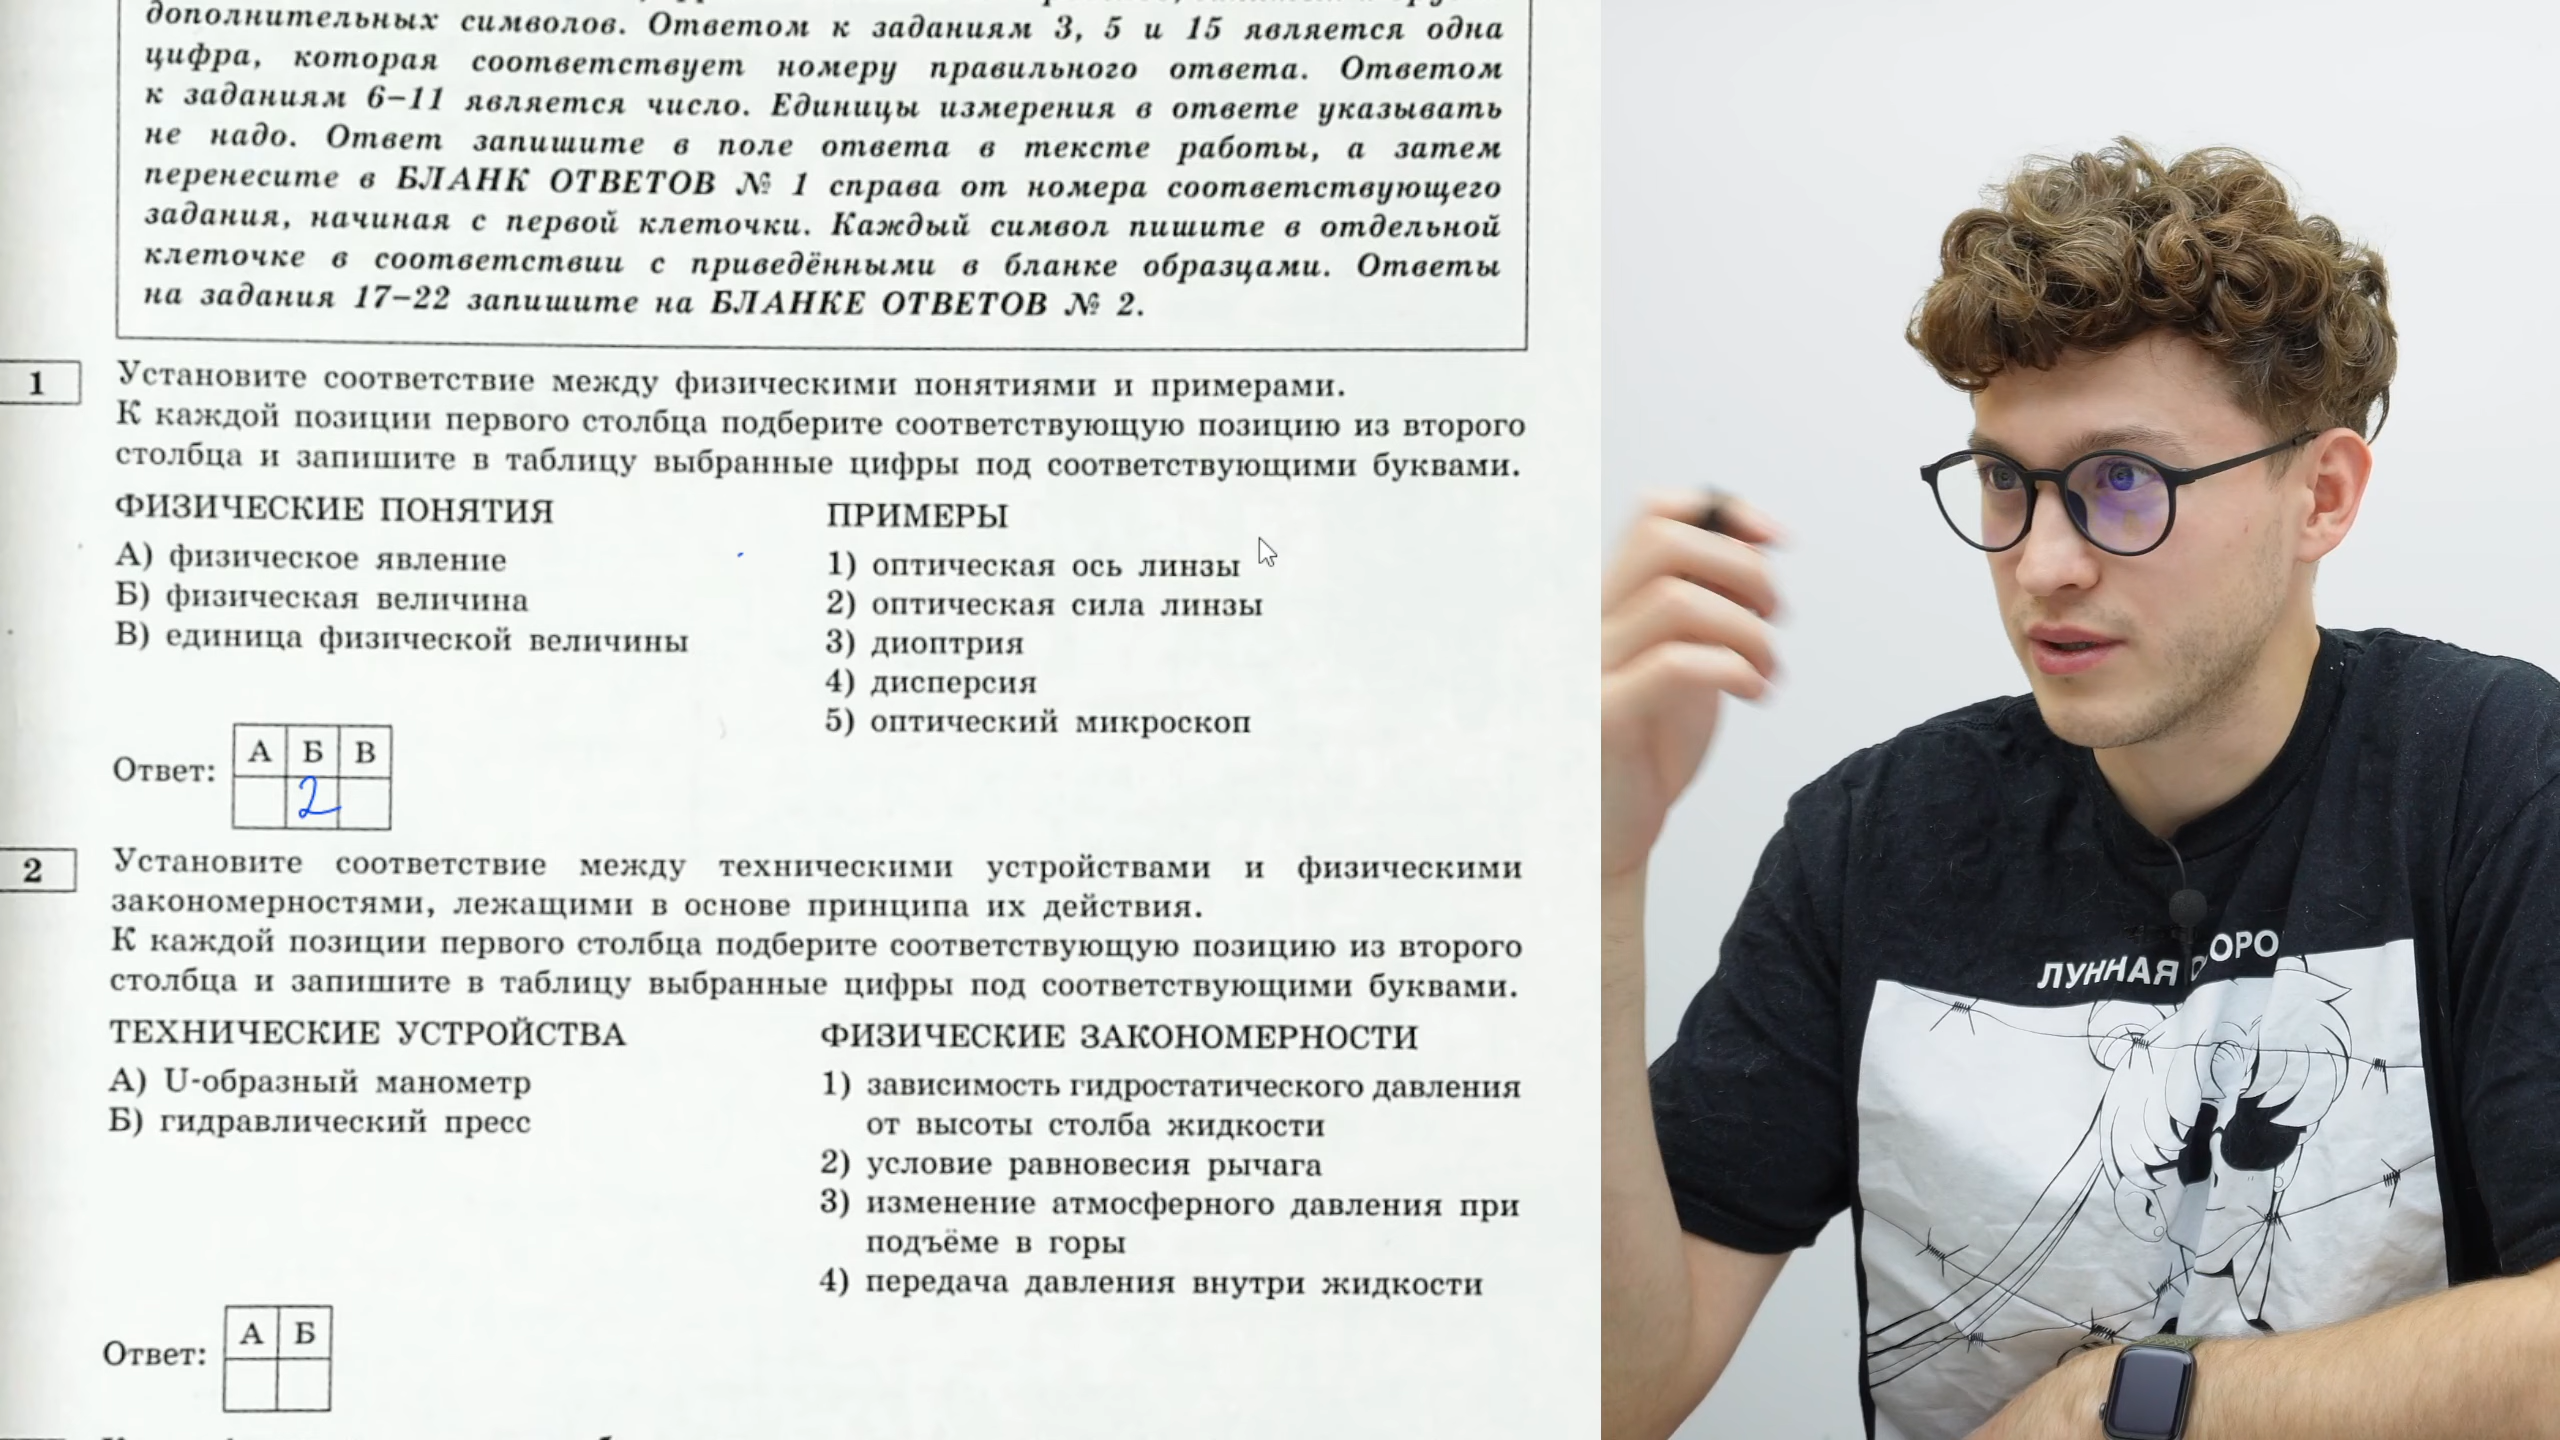 дополнительных символов. Ответом к заданиям 3, 5 и 15 является одна
цифра, которая соответствует номеру правильного ответа. Ответом
к заданиям 6–11 является число. Единицы измерения в ответе указывать
не надо. Ответ запишите в поле ответа в тексте работы, а затем
перенесите в БЛАНК ОТВЕТОВ № 1 справа от номера соответствующего
задания, начиная с первой клеточки. Каждый символ пишите в отдельной
клеточке в соответствии с приведёнными в бланке образцами. Ответы
на задания 17–22 запишите на БЛАНКЕ ОТВЕТОВ № 2.
1
Установите соответствие между физическими понятиями и примерами.
К каждой позиции первого столбца подберите соответствующую позицию из второго
столбца и запишите в таблицу выбранные цифры под соответствующими буквами.
ФИЗИЧЕСКИЕ ПОНЯТИЯ
А) физическое явление
Б) физическая величина
В) единица физической величины
ПРИМЕРЫ
1) оптическая ось линзы
2) оптическая сила линзы
3) диоптрия
4) дисперсия
5) оптический микроскоп
Ответ:
А Б В
2
2
Установите соответствие между техническими устройствами и физическими
закономерностями, лежащими в основе принципа их действия.
К каждой позиции первого столбца подберите соответствующую позицию из второго
столбца и запишите в таблицу выбранные цифры под соответствующими буквами.
ТЕХНИЧЕСКИЕ УСТРОЙСТВА
А) U-образный манометр
Б) гидравлический пресс
ФИЗИЧЕСКИЕ ЗАКОНОМЕРНОСТИ
1) зависимость гидростатического давления
от высоты столба жидкости
2) условие равновесия рычага
3) изменение атмосферного давления при
подъёме в горы
4) передача давления внутри жидкости
Ответ:
А Б
ЛУННАЯ